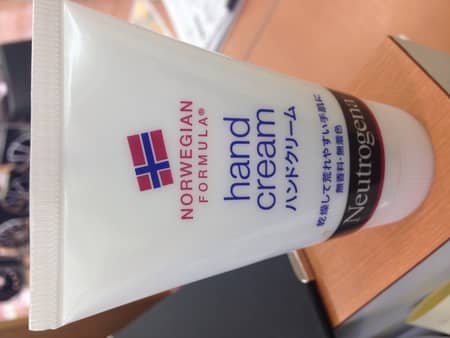 NORWEGIAN
FORMULA®
hand
cream
ハンドクリーム
乾燥して荒れやすい手肌に
無香料・無着色
Neutrogena